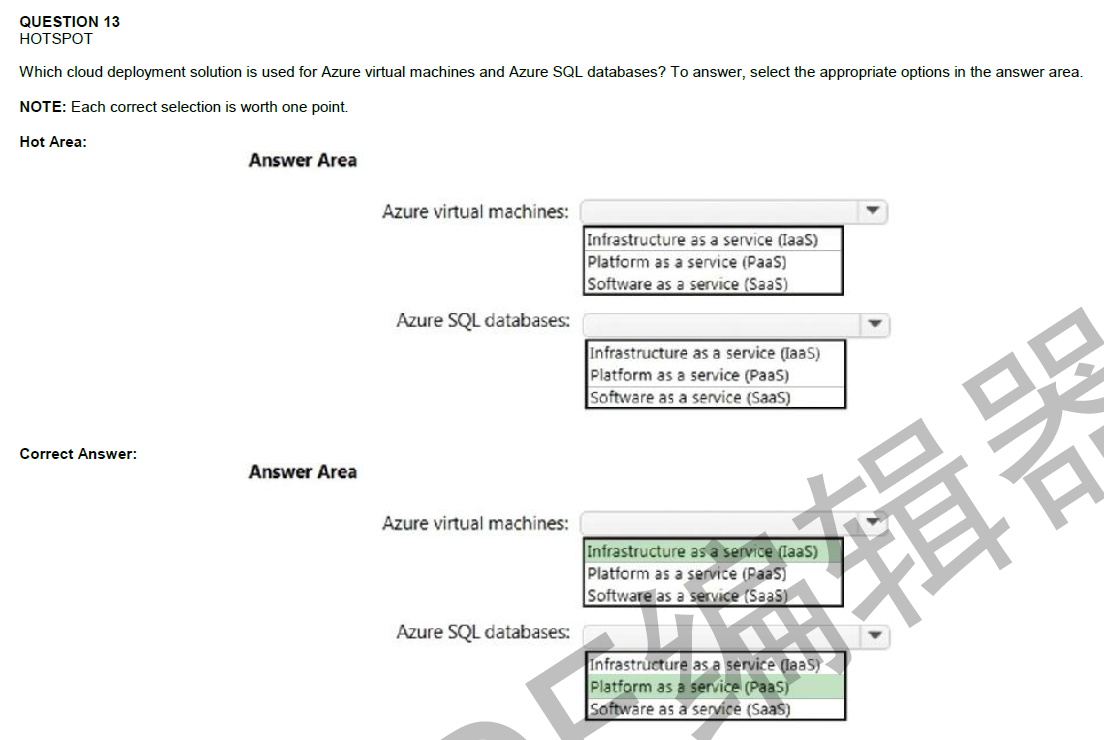 QUESTION 13
HOTSPOT
Which cloud deployment solution is used for Azure virtual machines and Azure SQL databases? To answer, select the appropriate options in the answer area.
NOTE: Each correct selection is worth one point.
Hot Area:
Answer Area
Azure virtual machines:
Infrastructure as a service (IaaS)
Platform as a service (PaaS)
Software as a service (SaaS)
Azure SQL databases:
Infrastructure as a service (IaaS)
Platform as a service (PaaS)
Software as a service (SaaS)
Correct Answer:
Answer Area
Azure virtual machines:
Infrastructure as a service (IaaS)
Platform as a service (PaaS)
Software as a service (SaaS)
Azure SQL databases:
Infrastructure as a service (IaaS)
Platform as a service (PaaS)
Software as a service (SaaS)
编辑器